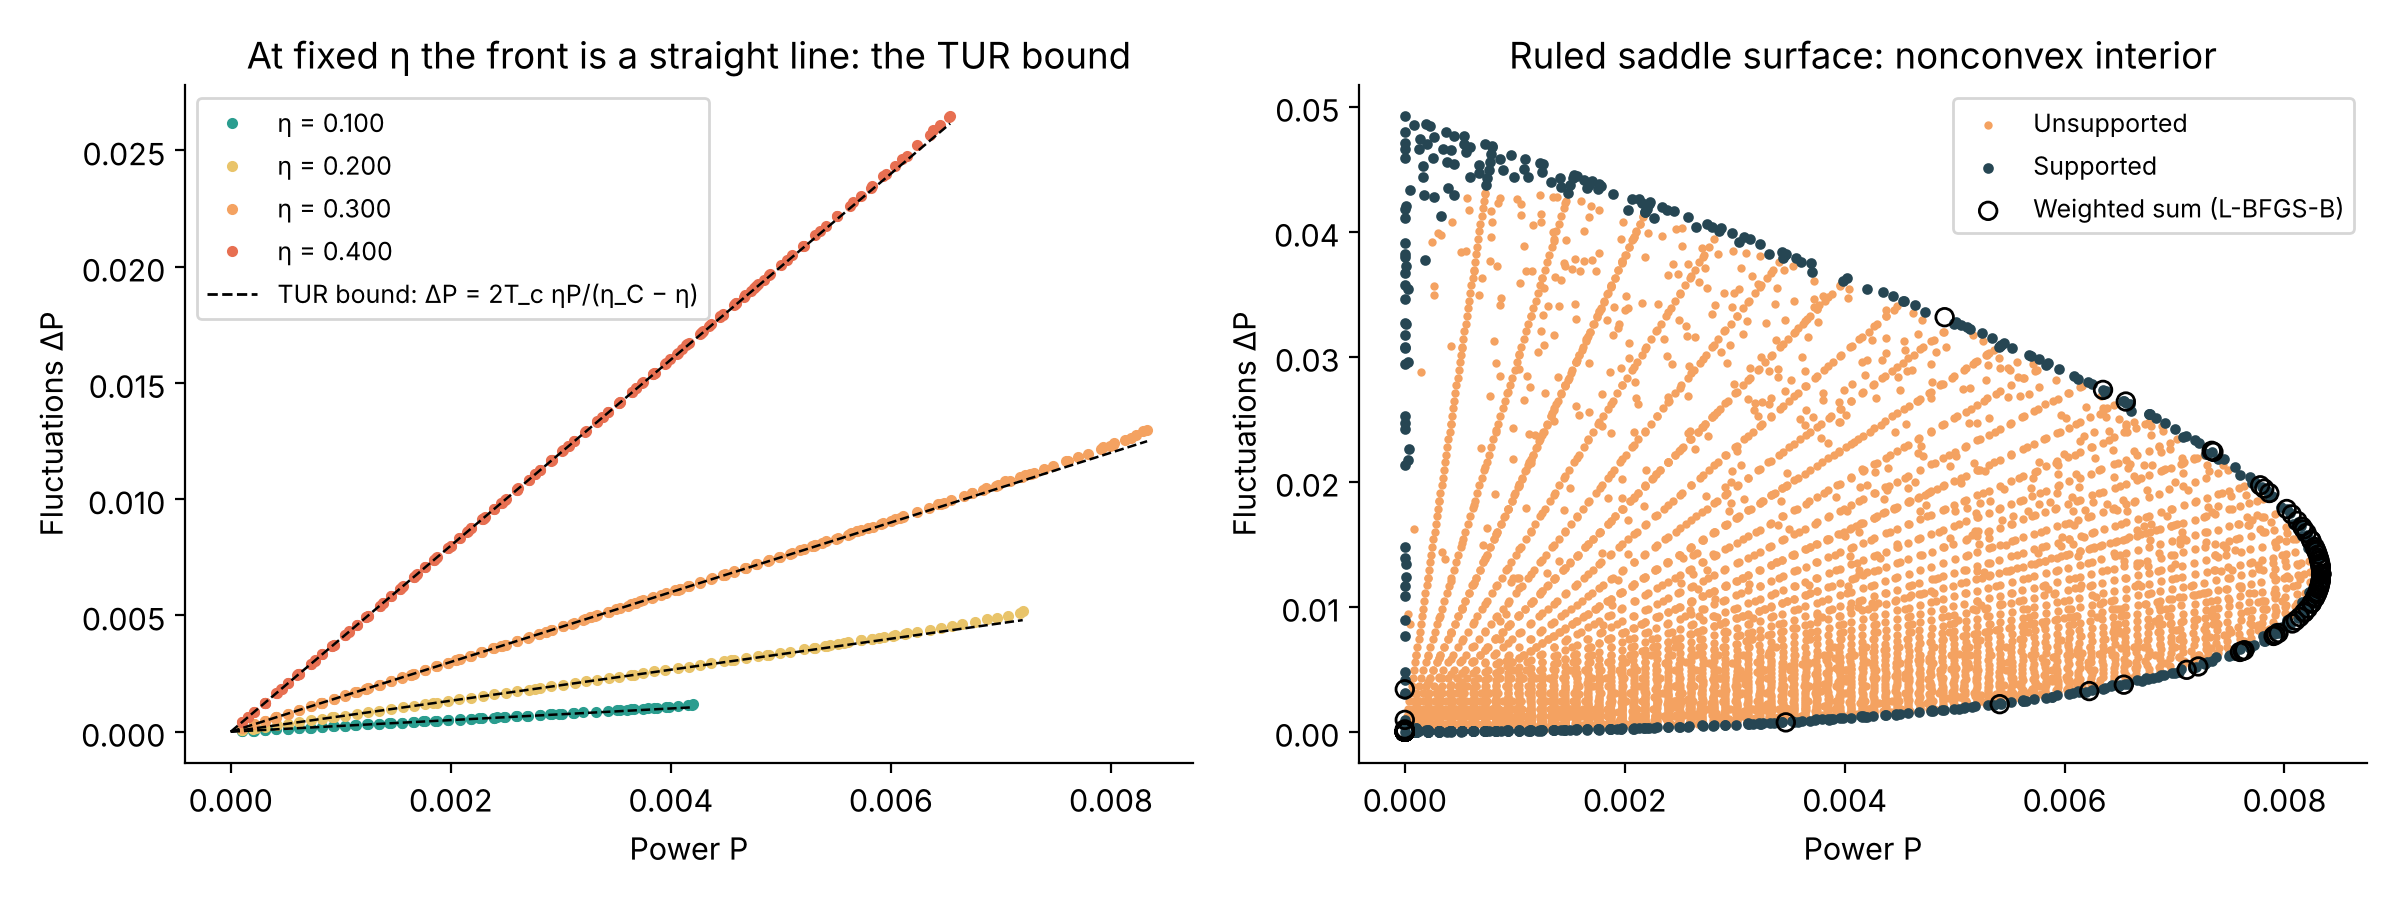 At fixed η the front is a straight line: the TUR bound
η = 0.100
η = 0.200
η = 0.300
η = 0.400
TUR bound: ΔP = 2T_c ηP/(η_C − η)
0.025
0.020
0.015
0.010
0.005
0.000
Fluctuations ΔP
0.000 0.002 0.004 0.006 0.008
Power P
Ruled saddle surface: nonconvex interior
Unsupported
Supported
Weighted sum (L-BFGS-B)
0.05
0.04
0.03
0.02
0.01
0.00
Fluctuations ΔP
0.000 0.002 0.004 0.006 0.008
Power P